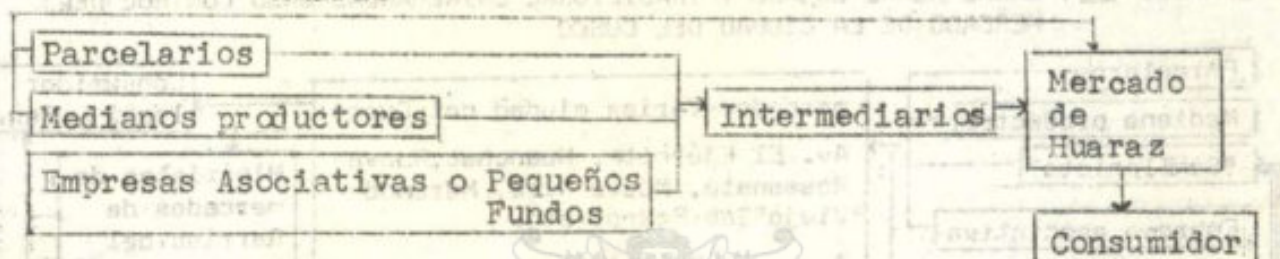 Parcelarios
Medianos productores
Empresas Asociativas o Pequeños
Fundos
Intermediarios
Mercado
de
Huaraz
Consumidor